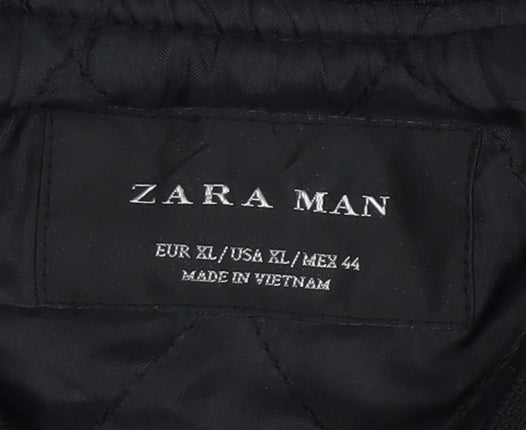 ZARA MAN
EUR XL/USA XL/MEX 44
MADE IN VIETNAM